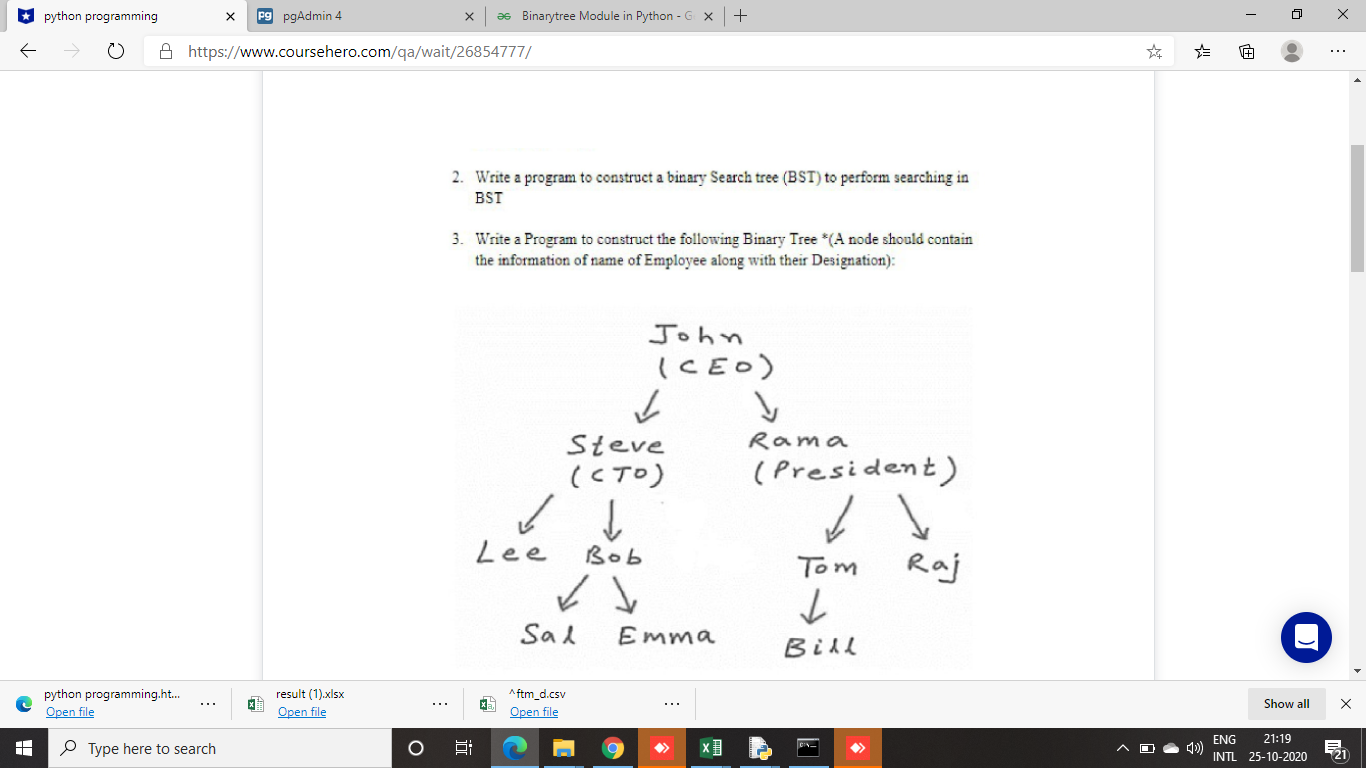 python programming
pgAdmin 4
Binarytree Module in Python - G
https://www.coursehero.com/qa/wait/26854777/
2. Write a program to construct a binary Search tree (BST) to perform searching in
BST
3. Write a Program to construct the following Binary Tree *(A node should contain
the information of name of Employee along with their Designation):
John
(CEO)
Steve Rama
(CTO) (President)
Lee Bob Tom Raj
Sal Emma Bill
python programming.ht... result (1).xlsx ^ftm_d.csv
Open file Open file Open file
Show all
Type here to search
ENG 21:19
INTL 25-10-2020
21